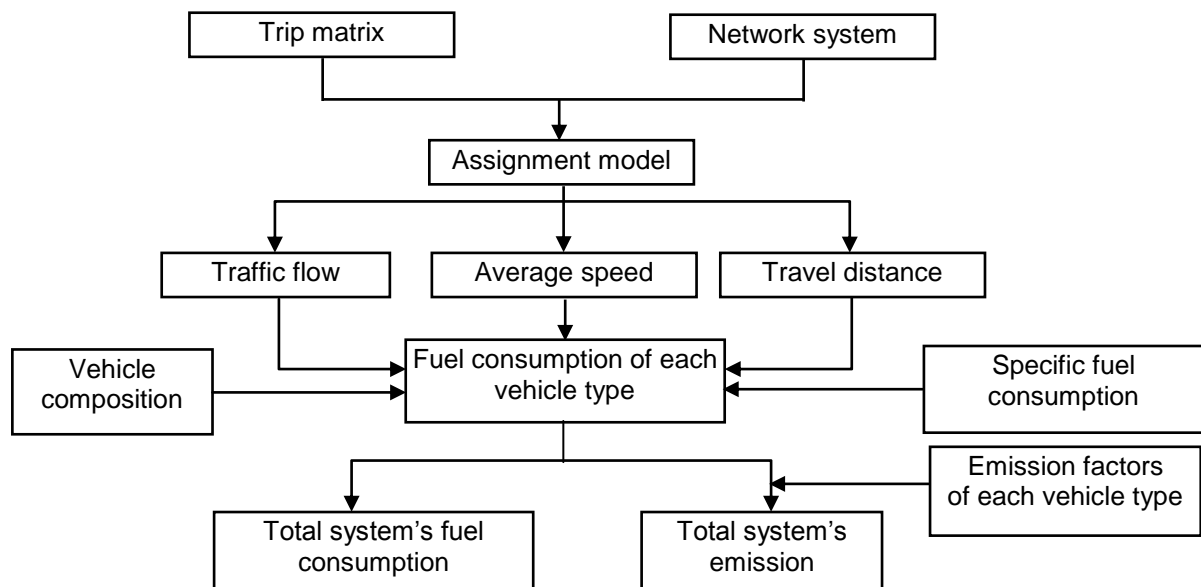 Trip matrix
Network system
Assignment model
Traffic flow
Average speed
Travel distance
Vehicle
composition
Fuel consumption of each
vehicle type
Specific fuel
consumption
Emission factors
of each vehicle type
Total system’s fuel
consumption
Total system’s
emission